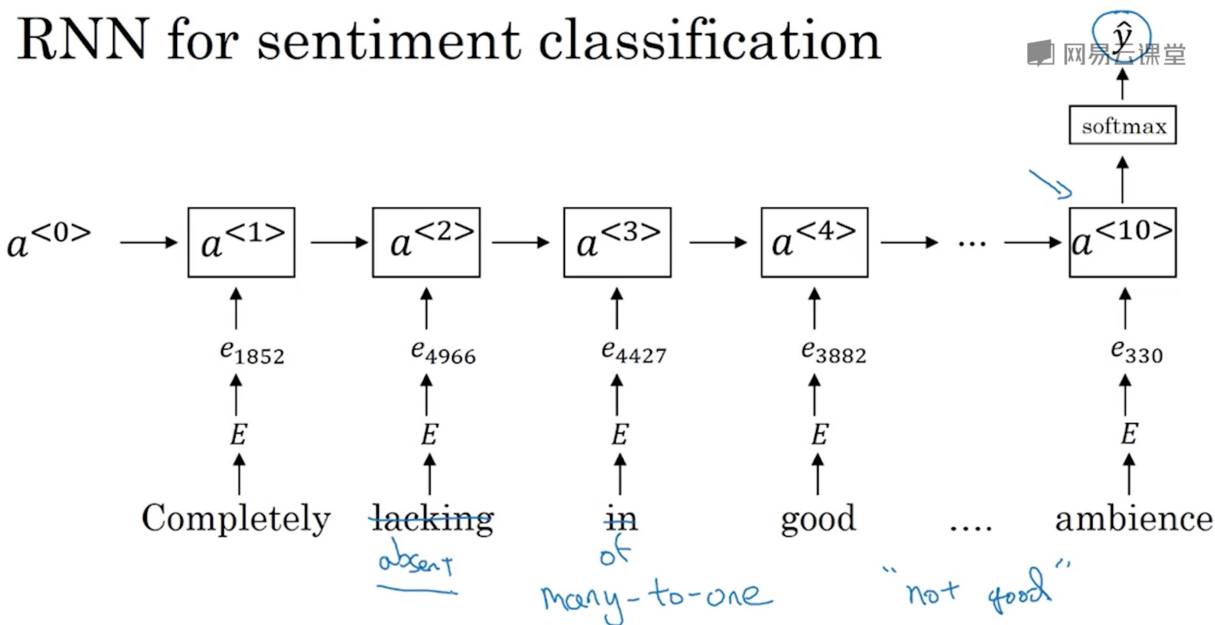 RNN for sentiment classification
ŷ
网易云课堂
softmax
a<0> a<1> a<2> a<3> a<4> ... a<10>
e1852 e4966 e4427 e3882 e330
E E E E E
Completely lacking in good .... ambience
absent of
many-to-one "not good"